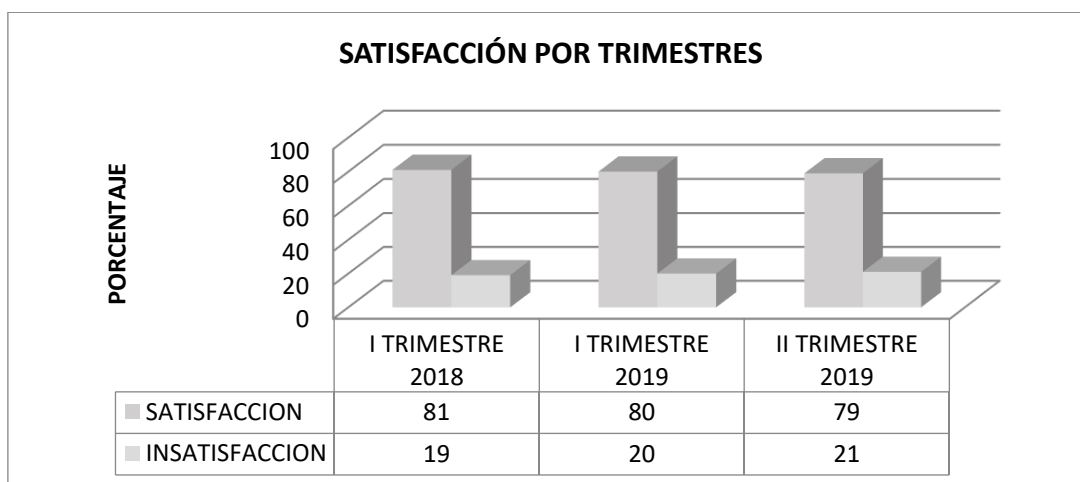 SATISFACCIÓN POR TRIMESTRES
PORCENTAJE
100
80
60
40
20
0
I TRIMESTRE 2018
I TRIMESTRE 2019
II TRIMESTRE 2019
SATISFACCION 81 80 79
INSATISFACCION 19 20 21